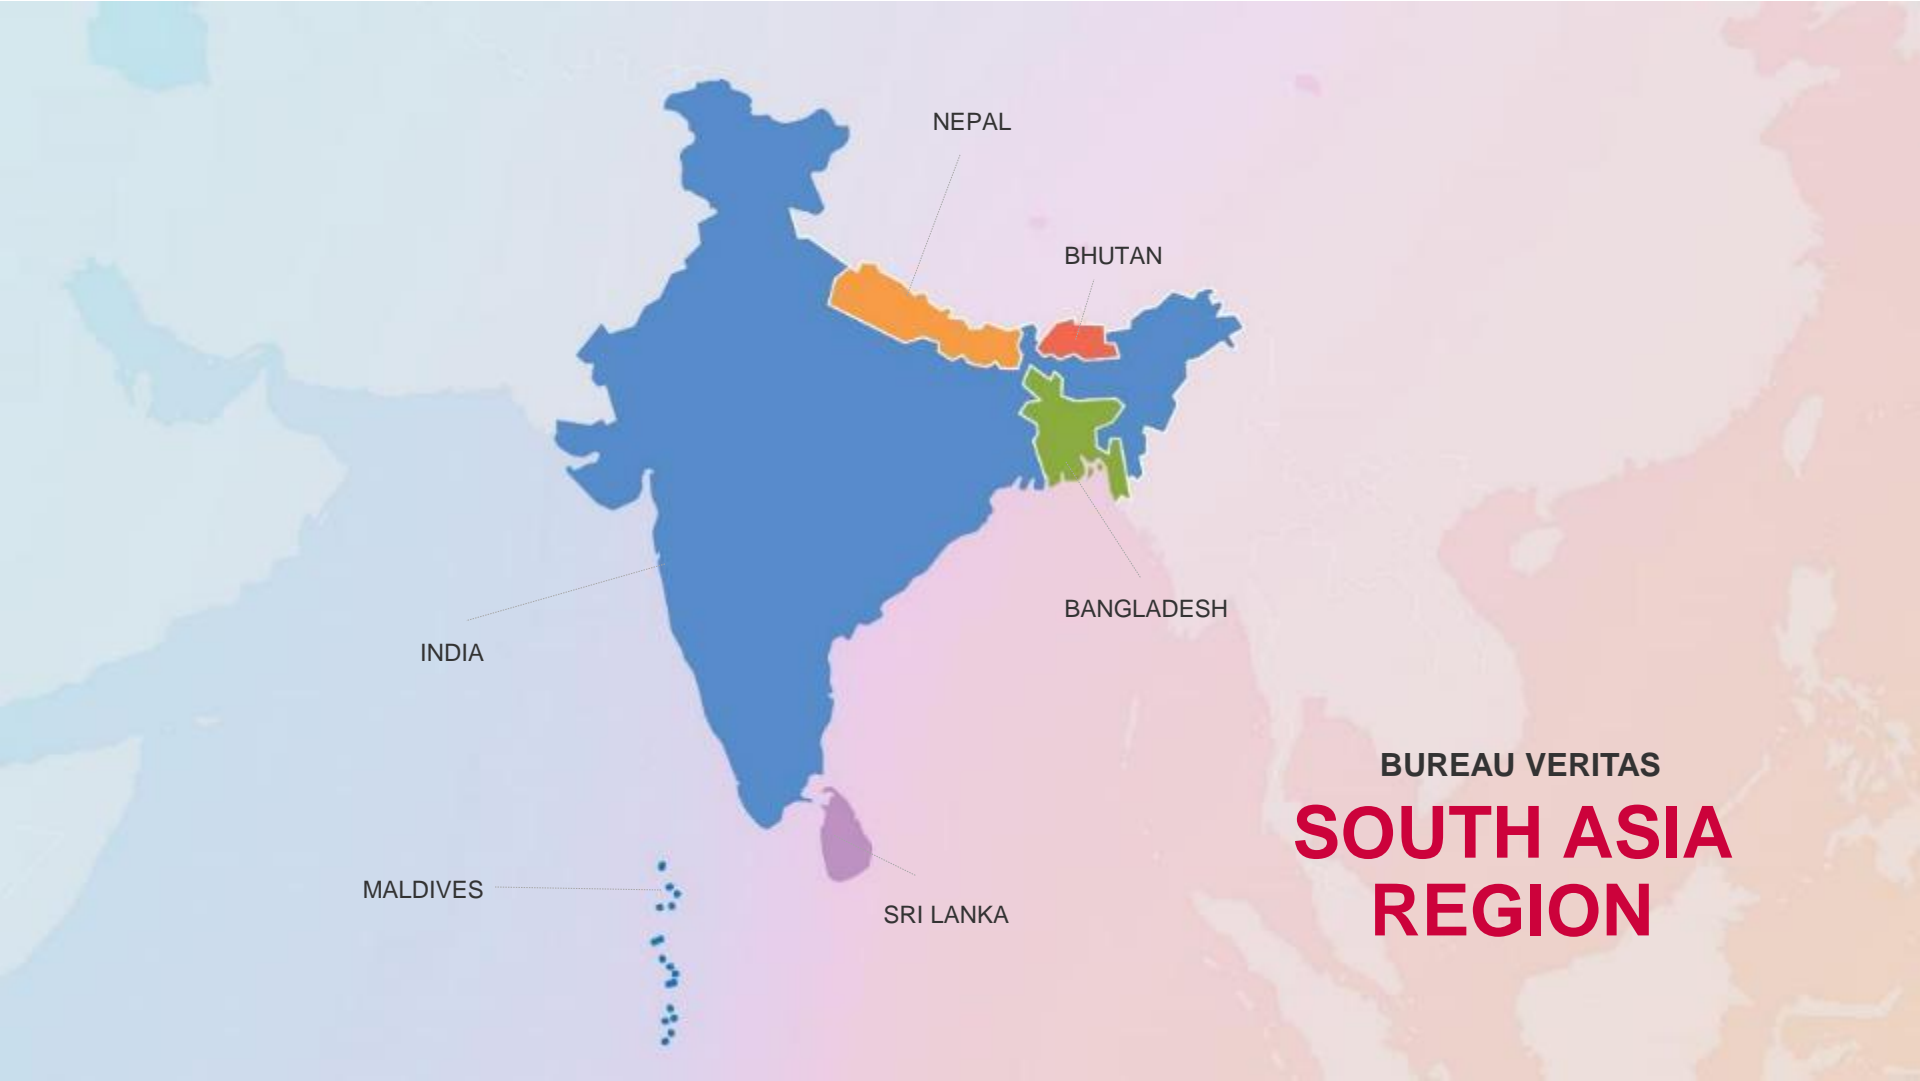 NEPAL
BHUTAN
BANGLADESH
INDIA
BUREAU VERITAS
SOUTH ASIA
REGION
MALDIVES
SRI LANKA